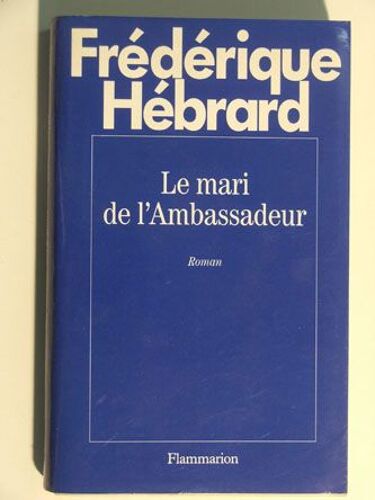 Frédérique
Hébrard
Le mari
de l'Ambassadeur
Roman
Flammarion